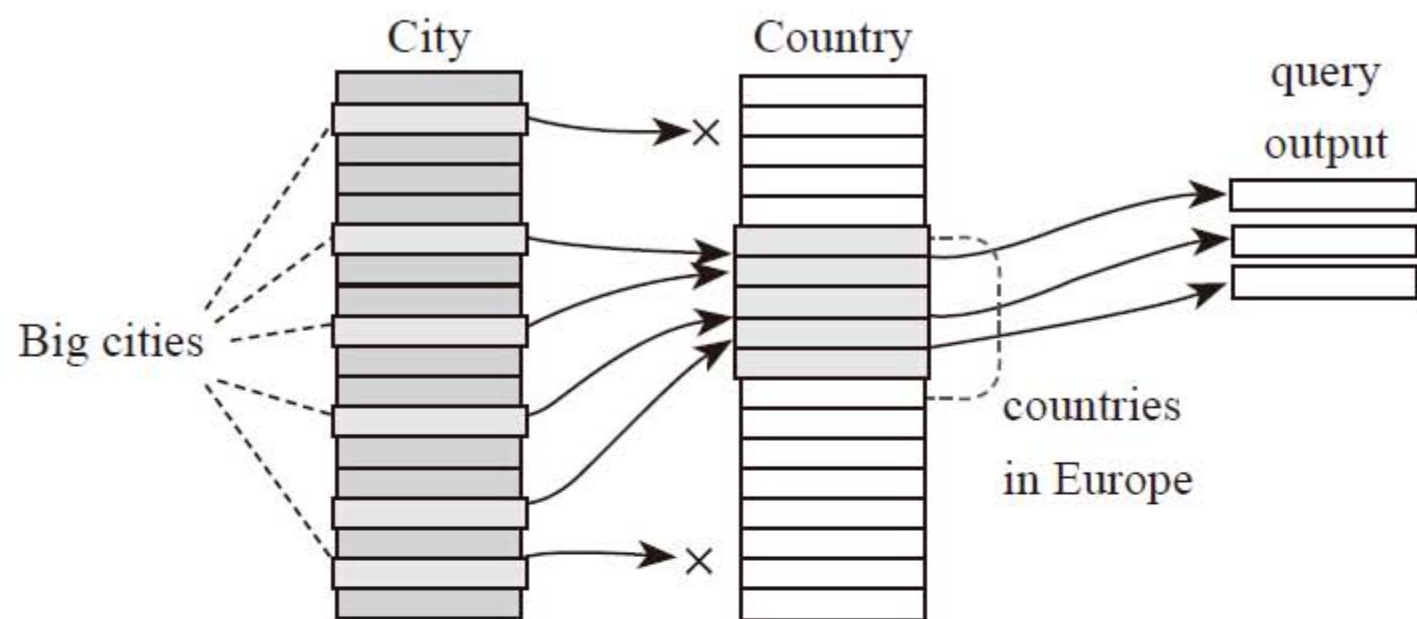 City
Country
query
output
×
Big cities
countries
in Europe
×